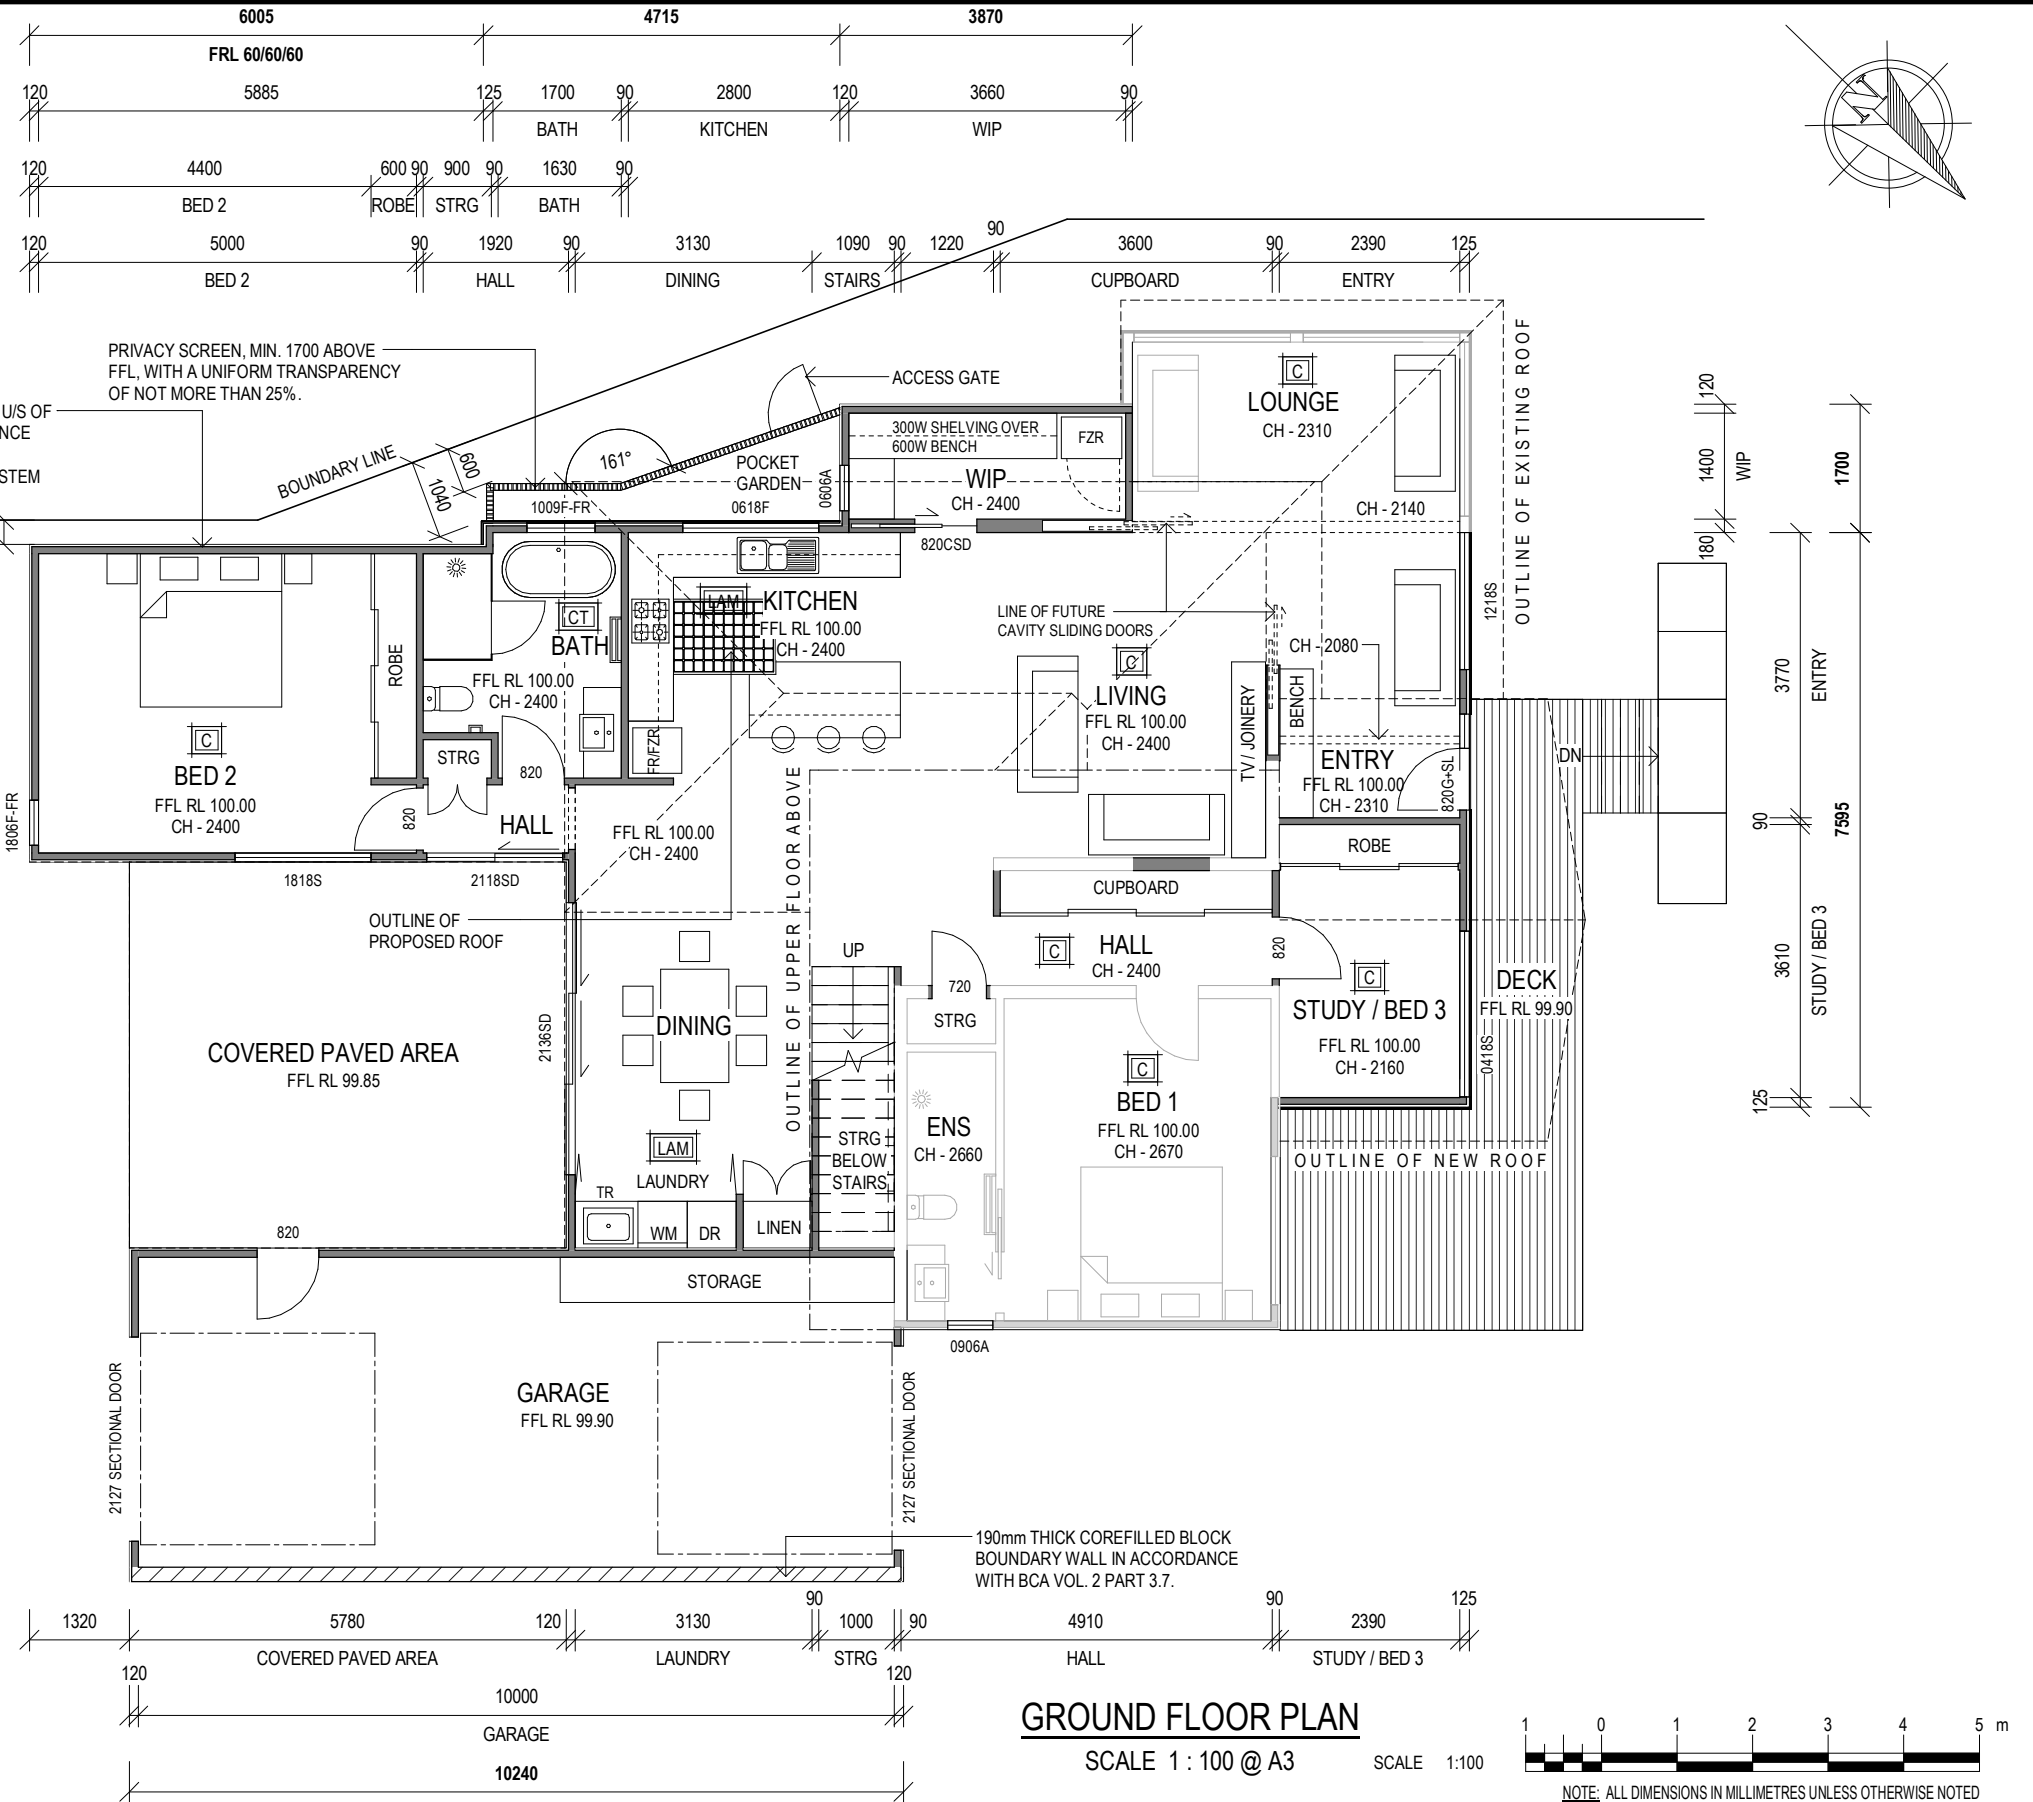 6005 4715 3870
FRL 60/60/60
120 5885 125 1700 90 2800 120 3660 90
BATH KITCHEN WIP
120 4400 600 90 900 90 1630 90
BED 2 ROBE STRG BATH
120 5000 90 1920 90 3130 1090 90 1220 90 3600 90 2390 125
BED 2 HALL DINING STAIRS CUPBOARD ENTRY
N
PRIVACY SCREEN, MIN. 1700 ABOVE
FFL, WITH A UNIFORM TRANSPARENCY
OF NOT MORE THAN 25%.
U/S OF
NCE
STEM
BOUNDARY LINE
600
1040
161°
ACCESS GATE
POCKET
GARDEN
1009F-FR
0618F
0606A
300W SHELVING OVER
600W BENCH
FZR
WIP
CH - 2400
820CSD
C
LOUNGE
CH - 2310
CH - 2140
OUTLINE OF EXISTING ROOF
1218S
120
1400
WIP
180
1700
3770
ENTRY
90
7595
3610
STUDY / BED 3
125
ROBE
C
BED 2
FFL RL 100.00
CH - 2400
1806F-FR
1818S
CT
BATH
FFL RL 100.00
CH - 2400
STRG
820
820
HALL
2118SD
LAM
KITCHEN
FFL RL 100.00
CH - 2400
FR/FZR
FFL RL 100.00
CH - 2400
LINE OF FUTURE
CAVITY SLIDING DOORS
C
LIVING
FFL RL 100.00
CH - 2400
TV / JOINERY
BENCH
CH - 2080
ENTRY
FFL RL 100.00
CH - 2310
820G+SL
DN
ROBE
CUPBOARD
OUTLINE OF
PROPOSED ROOF
OUTLINE OF UPPER FLOOR ABOVE
UP
C
HALL
CH - 2400
820
720
STRG
C
STUDY / BED 3
FFL RL 100.00
CH - 2160
0418S
DECK
FFL RL 99.90
COVERED PAVED AREA
FFL RL 99.85
2136SD
DINING
LAM
LAUNDRY
TR
WM
DR
LINEN
STRG
BELOW
STAIRS
ENS
CH - 2660
C
BED 1
FFL RL 100.00
CH - 2670
OUTLINE OF NEW ROOF
820
STORAGE
0906A
GARAGE
FFL RL 99.90
2127 SECTIONAL DOOR
2127 SECTIONAL DOOR
190mm THICK COREFILLED BLOCK
BOUNDARY WALL IN ACCORDANCE
WITH BCA VOL. 2 PART 3.7.
1320 5780 120 3130 90 1000 90 4910 90 2390 125
COVERED PAVED AREA LAUNDRY STRG HALL STUDY / BED 3
120 10000 120
GARAGE
10240
GROUND FLOOR PLAN
SCALE 1 : 100 @ A3
SCALE 1:100
1 0 1 2 3 4 5 m
NOTE: ALL DIMENSIONS IN MILLIMETRES UNLESS OTHERWISE NOTED